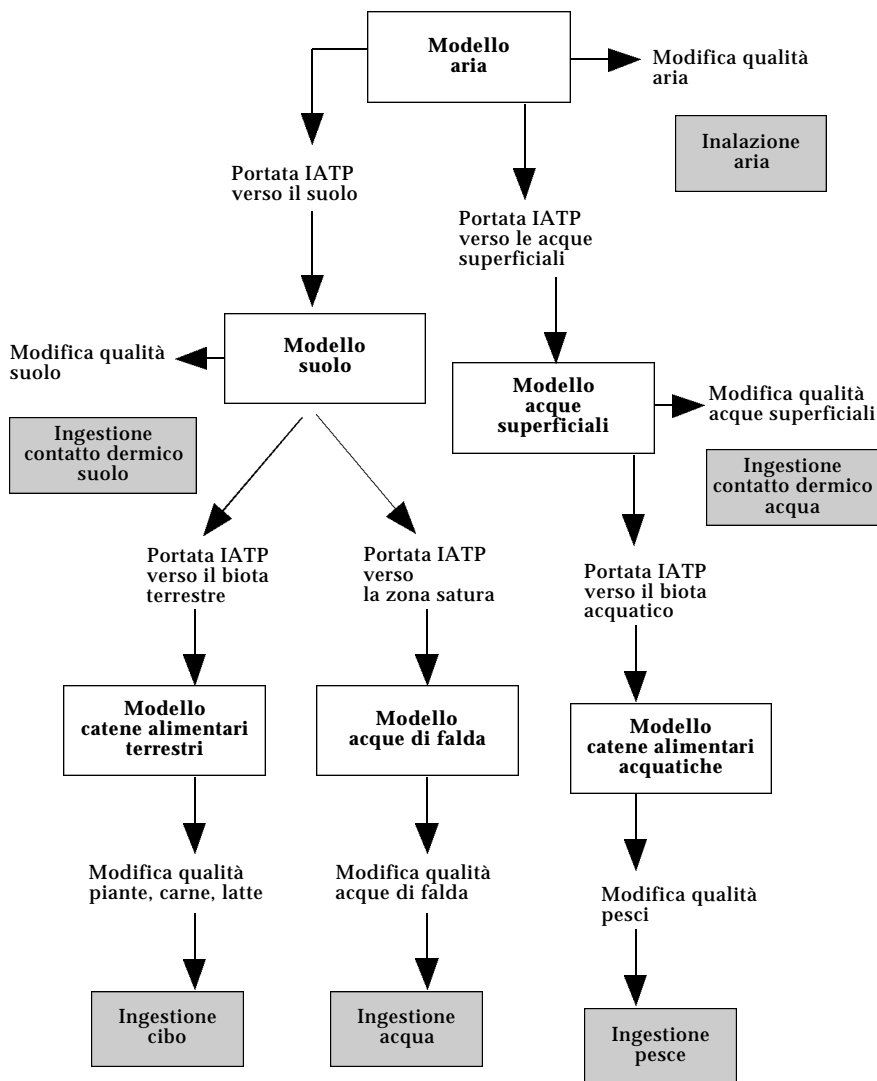 Modello
aria
Modifica qualità
aria
Inalazione
aria
Portata IATP
verso il suolo
Portata IATP
verso le acque
superficiali
Modello
suolo
Modifica qualità
suolo
Modello
acque
superficiali
Modifica qualità
acque superficiali
Ingestione
contatto dermico
suolo
Ingestione
contatto dermico
acqua
Portata IATP
verso il biota
terrestre
Portata IATP
verso
la zona satura
Portata IATP
verso il biota
acquatico
Modello
catene alimentari
terrestri
Modello
acque di falda
Modello
catene alimentari
acquatiche
Modifica qualità
piante, carne, latte
Modifica qualità
acque di falda
Modifica qualità
pesci
Ingestione
cibo
Ingestione
acqua
Ingestione
pesce